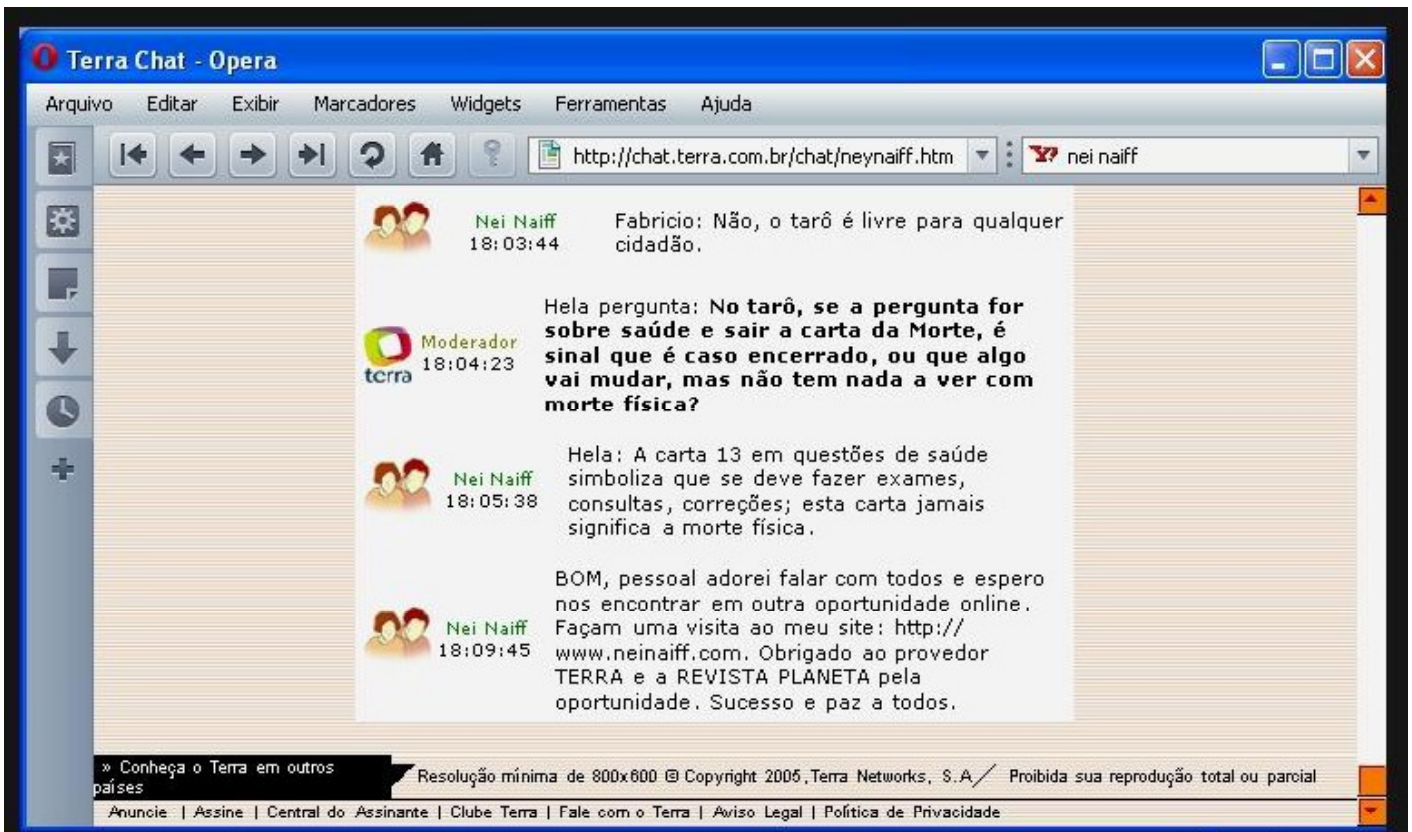 Terra Chat - Opera
Arquivo Editar Exibir Marcadores Widgets Ferramentas Ajuda
http://chat.terra.com.br/chat/neynaiff.htm nei naiff
Nei Naiff
18:03:44
Fabricio: Não, o tarô é livre para qualquer
cidadão.
terra
Moderador
18:04:23
Hela pergunta: No tarô, se a pergunta for
sobre saúde e sair a carta da Morte, é
sinal que é caso encerrado, ou que algo
vai mudar, mas não tem nada a ver com
morte física?
Nei Naiff
18:05:38
Hela: A carta 13 em questões de saúde
simboliza que se deve fazer exames,
consultas, correções; esta carta jamais
significa a morte física.
Nei Naiff
18:09:45
BOM, pessoal adorei falar com todos e espero
nos encontrar em outra oportunidade online.
Façam uma visita ao meu site: http://
www.neinaiff.com. Obrigado ao provedor
TERRA e a REVISTA PLANETA pela
oportunidade. Sucesso e paz a todos.
» Conheça o Terra em outros
países
Resolução mínima de 800x600 © Copyright 2005,Terra Networks, S.A/ Proibida sua reprodução total ou parcial
Anuncie | Assine | Central do Assinante | Clube Terra | Fale com o Terra | Aviso Legal | Política de Privacidade